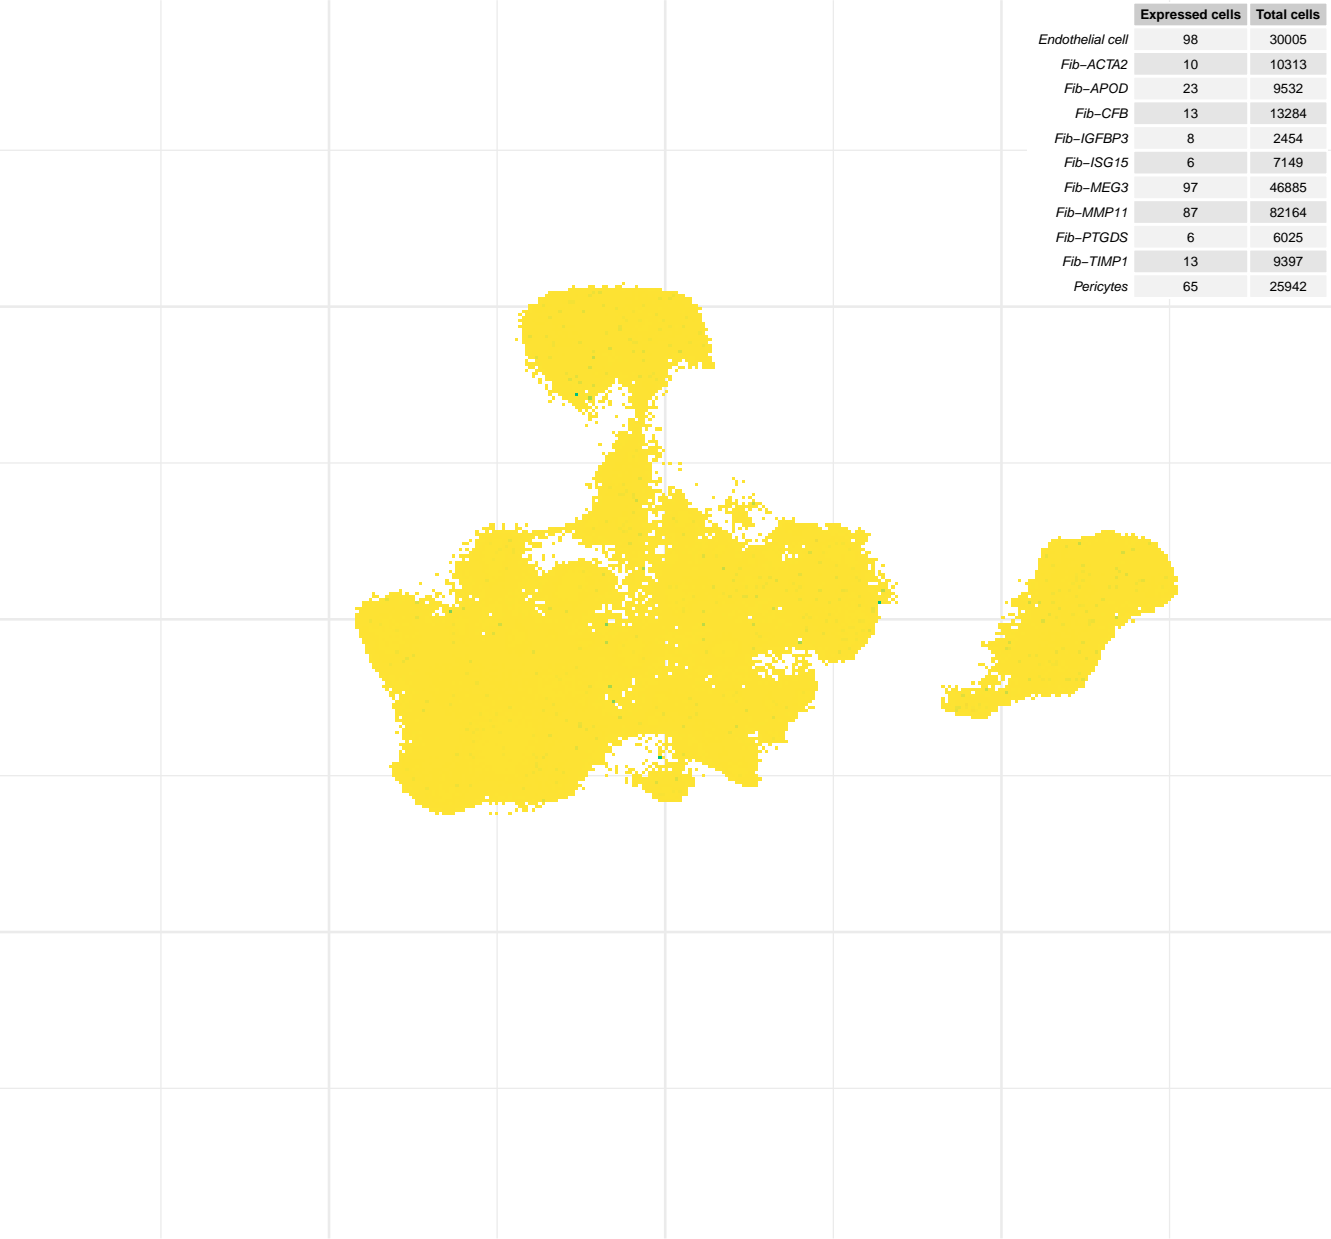 Expressed cells Total cells
Endothelial cell 98 30005
Fib−ACTA2 10 10313
Fib−APOD 23 9532
Fib−CFB 13 13284
Fib−IGFBP3 8 2454
Fib−ISG15 6 7149
Fib−MEG3 97 46885
Fib−MMP11 87 82164
Fib−PTGDS 6 6025
Fib−TIMP1 13 9397
Pericytes 65 25942